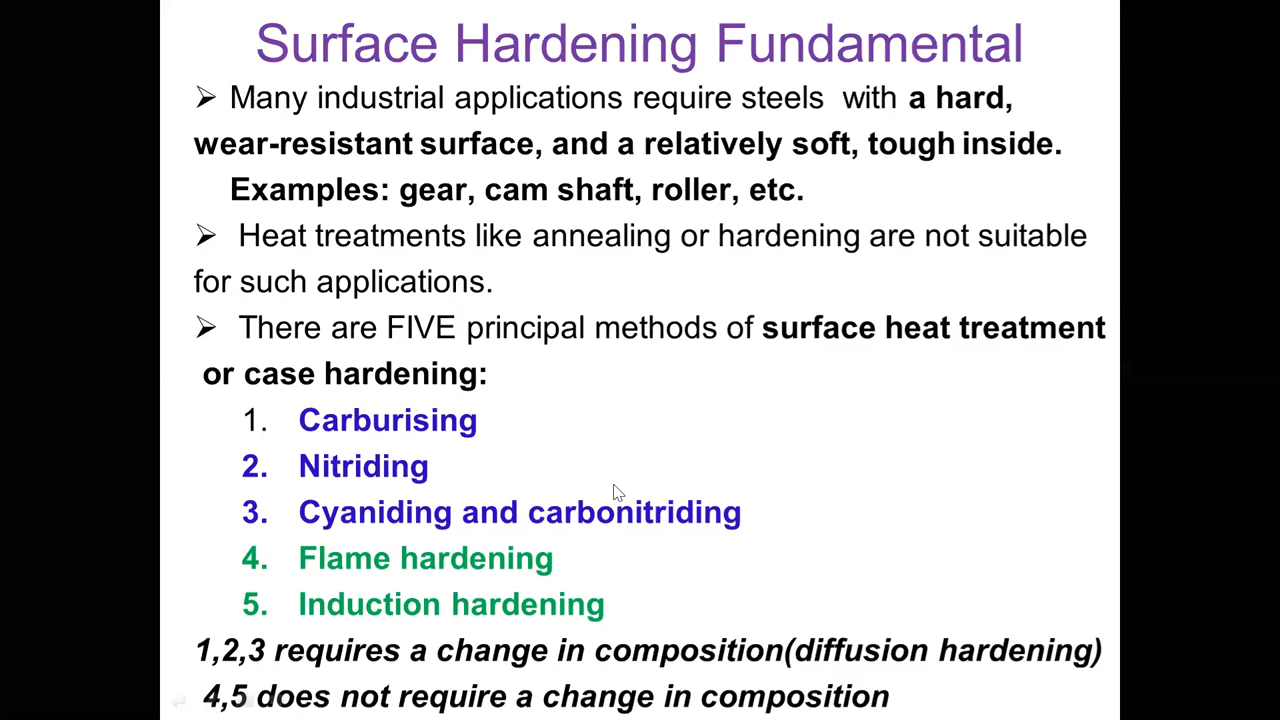 Surface Hardening Fundamental
➢ Many industrial applications require steels with a hard,
wear-resistant surface, and a relatively soft, tough inside.
Examples: gear, cam shaft, roller, etc.
➢ Heat treatments like annealing or hardening are not suitable
for such applications.
➢ There are FIVE principal methods of surface heat treatment
or case hardening:
1. Carburising
2. Nitriding
3. Cyaniding and carbonitriding
4. Flame hardening
5. Induction hardening
1,2,3 requires a change in composition(diffusion hardening)
4,5 does not require a change in composition